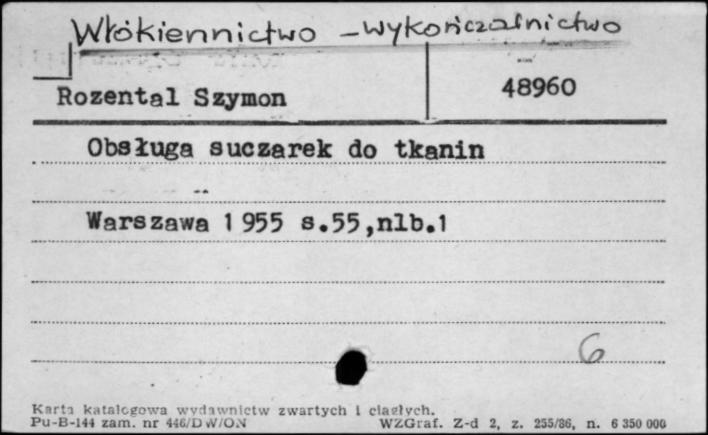 Włókiennictwo - wykończalnictwo
Rozental Szymon 48960
Obsługa suczarek do tkanin
Warszawa 1955 s.55,nlb.1
6
Karta katalogowa wydawnictw zwartych i ciągłych.
Pu-B-144 zam. nr 446/DW/ON WZGraf. Z-d 2, z. 255/86, n. 6 350 000